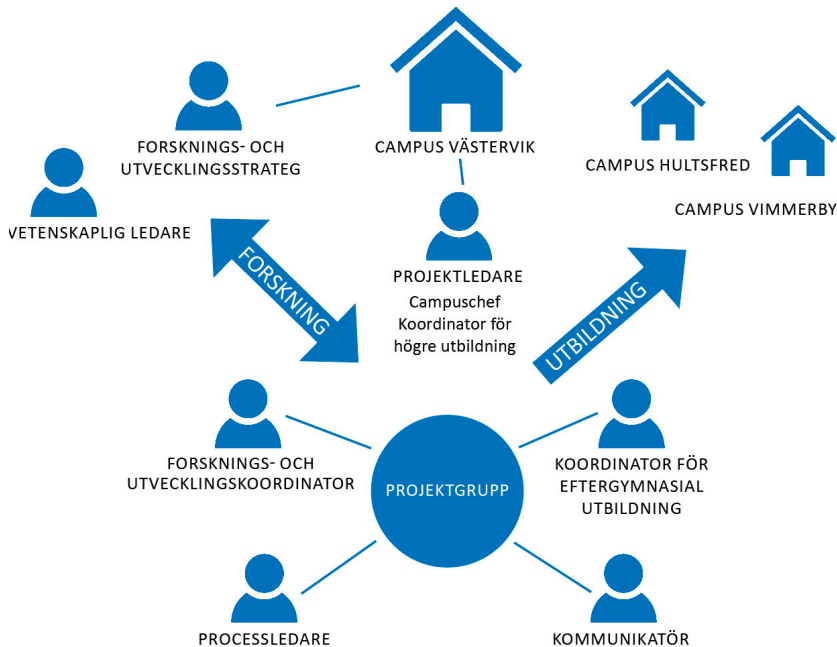 FORSKNINGS- OCH
UTVECKLINGSSTRATEG
CAMPUS VÄSTERVIK
CAMPUS HULTSFRED
CAMPUS VIMMERBY
VETENSKAPLIG LEDARE
FORSKNING
PROJEKTLEDARE
Campuschef
Koordinator för
högre utbildning
UTBILDNING
FORSKNINGS- OCH
UTVECKLINGSKOORDINATOR
PROJEKTGRUPP
KOORDINATOR FÖR
EFTERGYMNASIAL
UTBILDNING
PROCESSLEDARE
KOMMUNIKATÖR